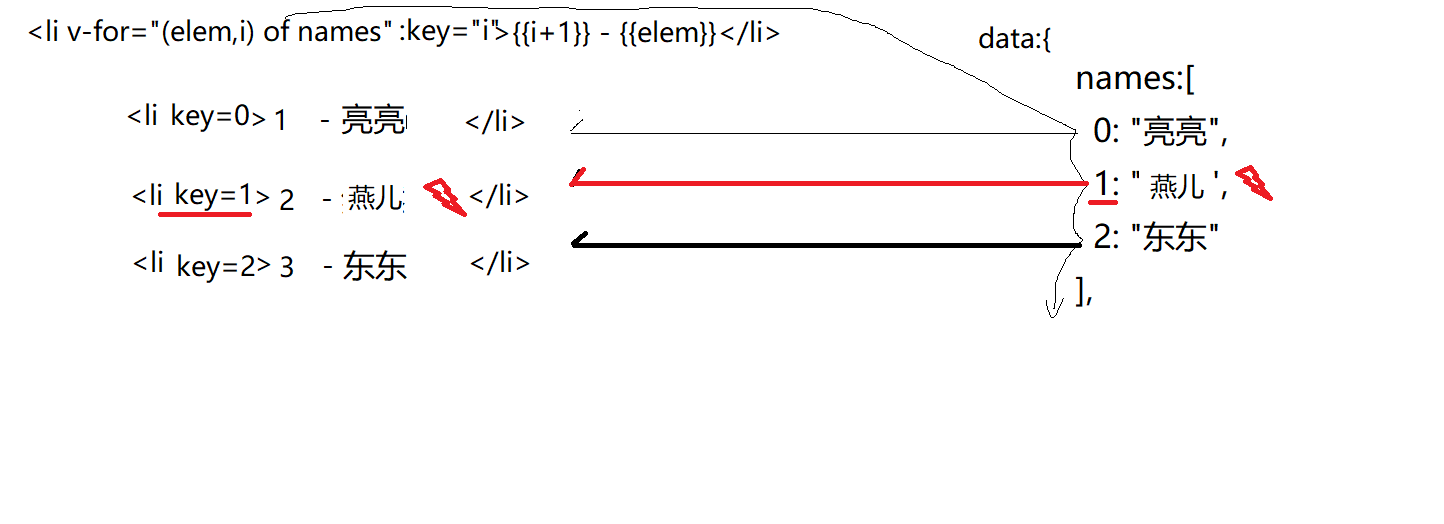 <li v-for="(elem,i) of names" :key="i">{{i+1}} - {{elem}}</li>
data:{
names:[
<li key=0> 1 - 亮亮 </li>
0: "亮亮",
<li key=1> 2 - 燕儿 </li>
1: " 燕儿 ',
<li key=2> 3 - 东东 </li>
2: "东东"
],